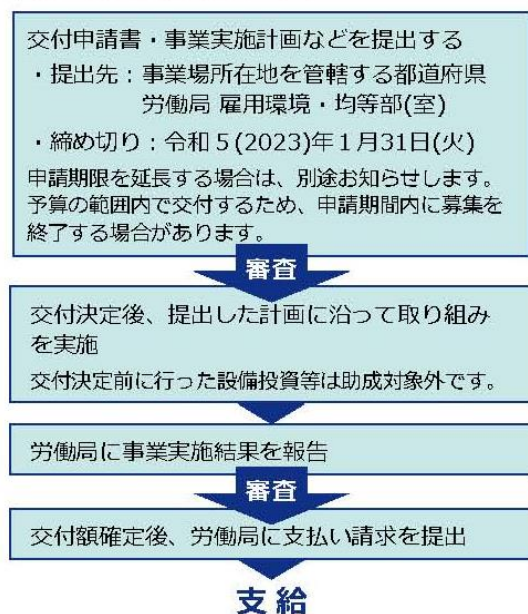 交付申請書・事業実施計画などを提出する
・提出先：事業場所在地を管轄する都道府県
労働局 雇用環境・均等部(室)
・締め切り：令和５(2023)年１月31日(火)
申請期限を延長する場合は、別途お知らせします。
予算の範囲内で交付するため、申請期間内に募集を
終了する場合があります。
審査
交付決定後、提出した計画に沿って取り組み
を実施
交付決定前に行った設備投資等は助成対象外です。
労働局に事業実施結果を報告
審査
交付額確定後、労働局に支払い請求を提出
支 給